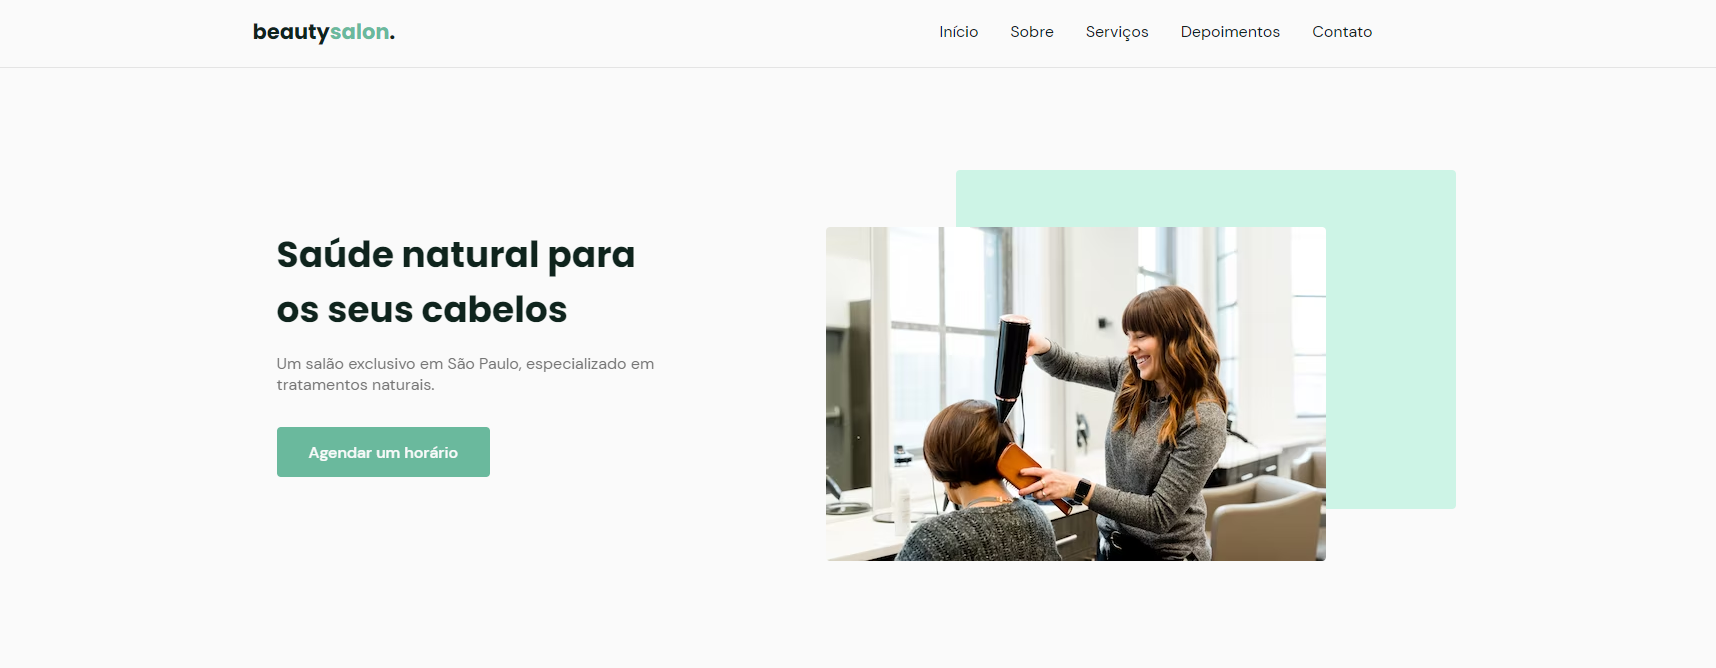 beautysalon.
Início Sobre Serviços Depoimentos Contato
Saúde natural para
os seus cabelos
Um salão exclusivo em São Paulo, especializado em
tratamentos naturais.
Agendar um horário